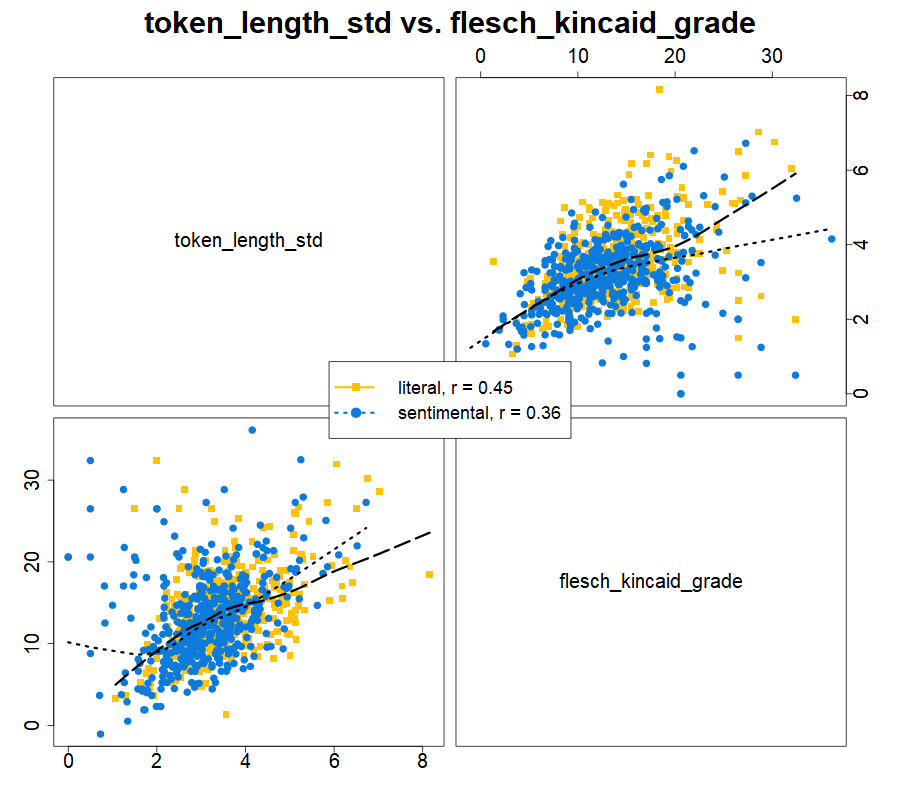 token_length_std vs. flesch_kincaid_grade
0 10 20 30
token_length_std
8
6
4
2
0
literal, r = 0.45
sentimental, r = 0.36
30
20
10
0
flesch_kincaid_grade
0 2 4 6 8